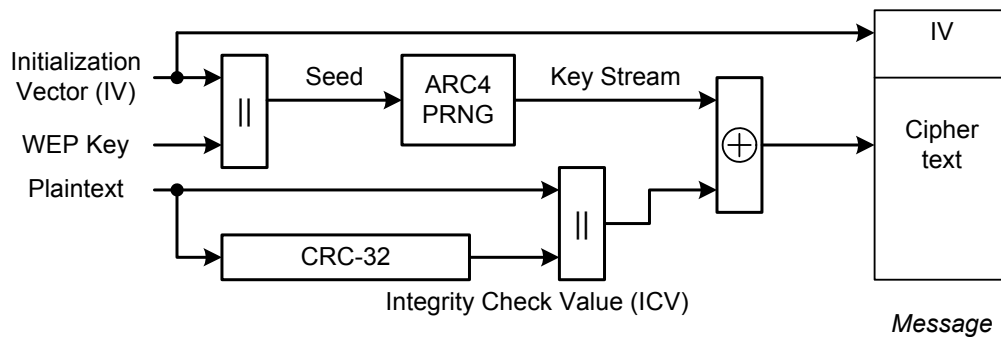 Initialization
Vector (IV)
WEP Key
Plaintext
||
Seed
ARC4
PRNG
Key Stream
CRC-32
||
Integrity Check Value (ICV)
IV
Cipher
text
Message